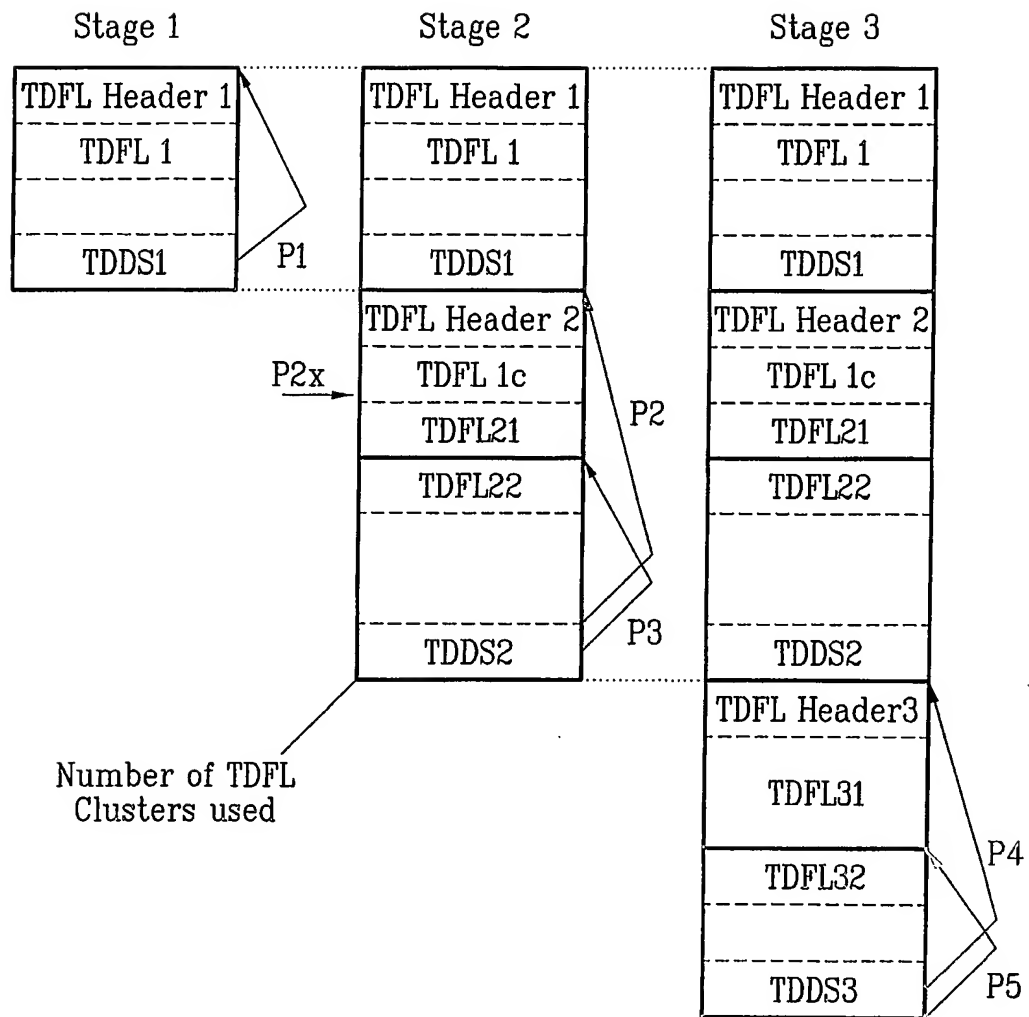 Stage 1
Stage 2
Stage 3
TDFL Header 1
TDFL 1
TDDS1
P1
TDFL Header 1
TDFL 1
TDDS1
TDFL Header 2
TDFL 1c
TDFL21
TDFL22
TDDS2
P2x
P2
P3
Number of TDFL
Clusters used
TDFL Header 1
TDFL 1
TDDS1
TDFL Header 2
TDFL 1c
TDFL21
TDFL22
TDDS2
TDFL Header3
TDFL31
TDFL32
TDDS3
P4
P5